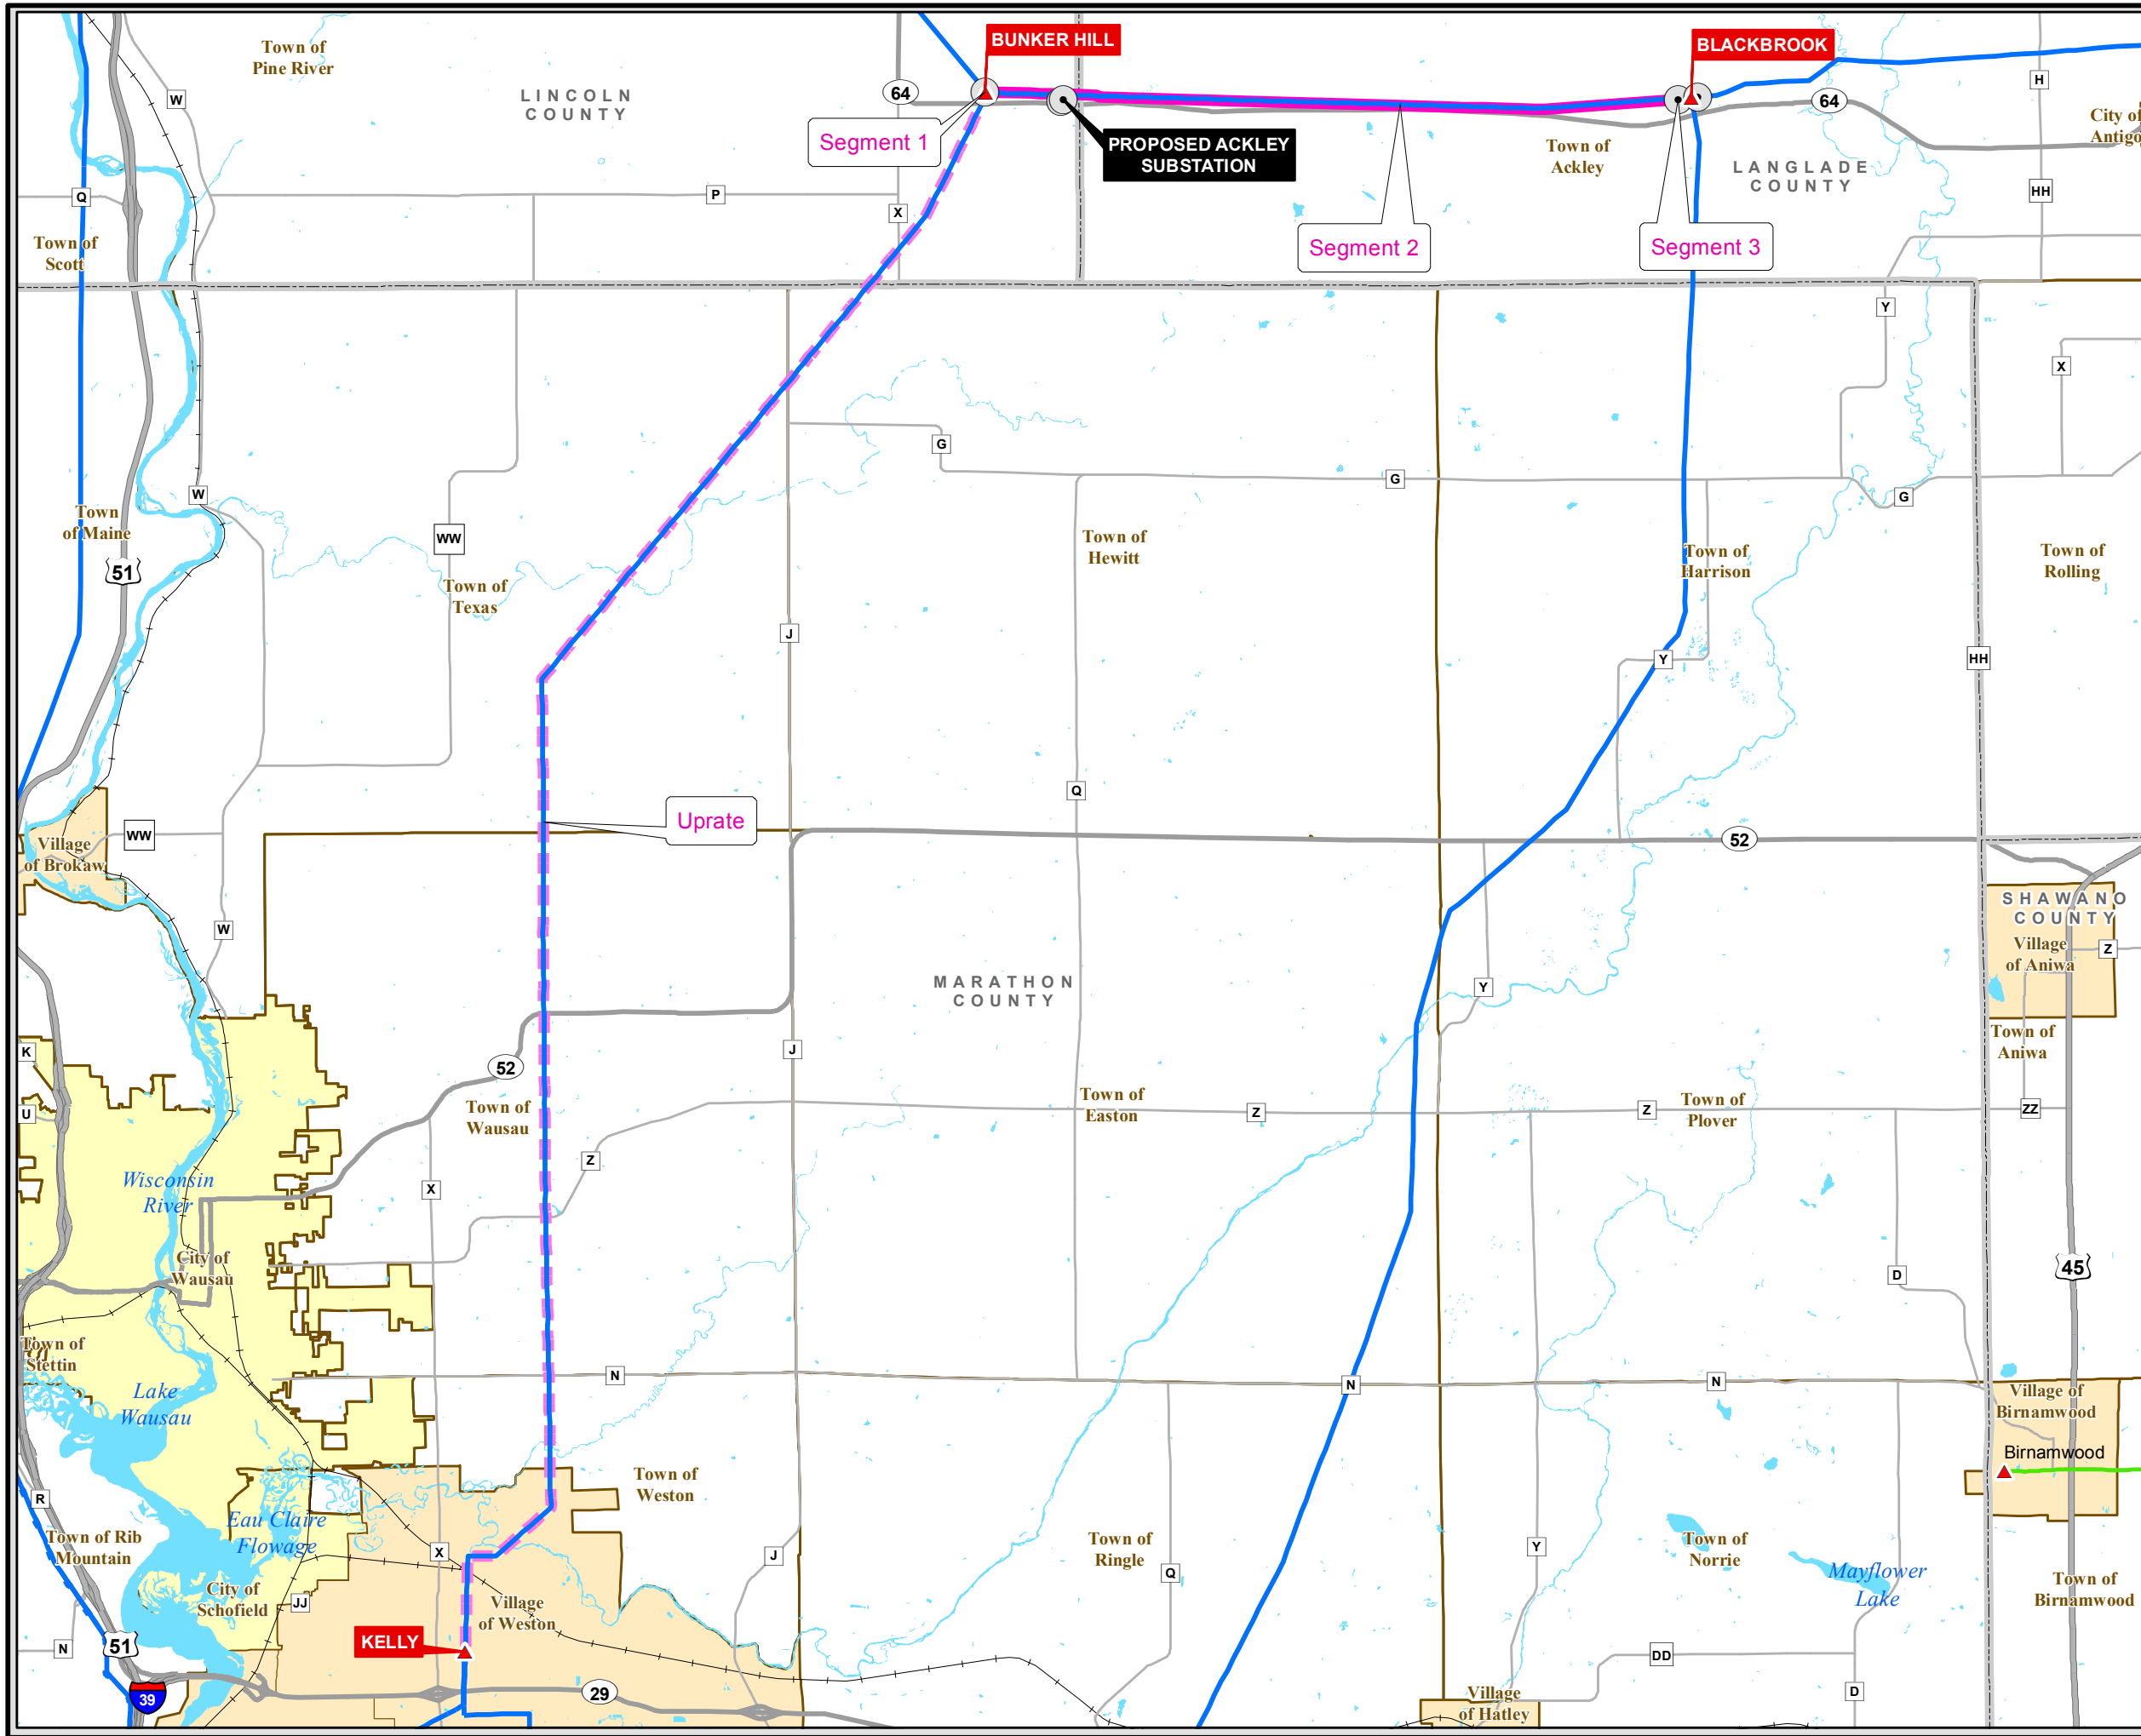 Town of
Pine River
BUNKER HILL
BLACKBROOK
H
LINCOLN
COUNTY
W
64
64
City of
Segment 1
PROPOSED ACKLEY
SUBSTATION
Town of
Ackley
LANGLADE
COUNTY
HH
Q
P
X
Town of
Scott
Segment 2
Segment 3
Y
X
G
G
G
W
Town
of Maine
WW
Town of
Hewitt
Town of
Harrison
Town of
Rolling
51
Town of
Texas
J
Y
HH
Q
Uprate
WW
Village
of Brokaw
52
SHAWANO
COUNTY
W
Village
of Aniwa
Z
MARATHON
COUNTY
Y
K
J
Town of
Aniwa
52
U
Town of
Wausau
Town of
Easton
Z
Z
Town of
Plover
ZZ
Z
Wisconsin
River
X
City of
Wausau
45
D
Town of
Stettin
Lake
Wausau
N
N
N
Village of
Birnamwood
Birnamwood
Town of
Weston
R
Eau Claire
Flowage
Town of Rib
Mountain
X
J
Town of
Ringle
Q
Y
Town of
Norrie
Mayflower
Lake
Town of
Birnamwood
City of
Schofield
JJ
Village
of Weston
KELLY
N
51
DD
39
29
Village
of Hatley
D